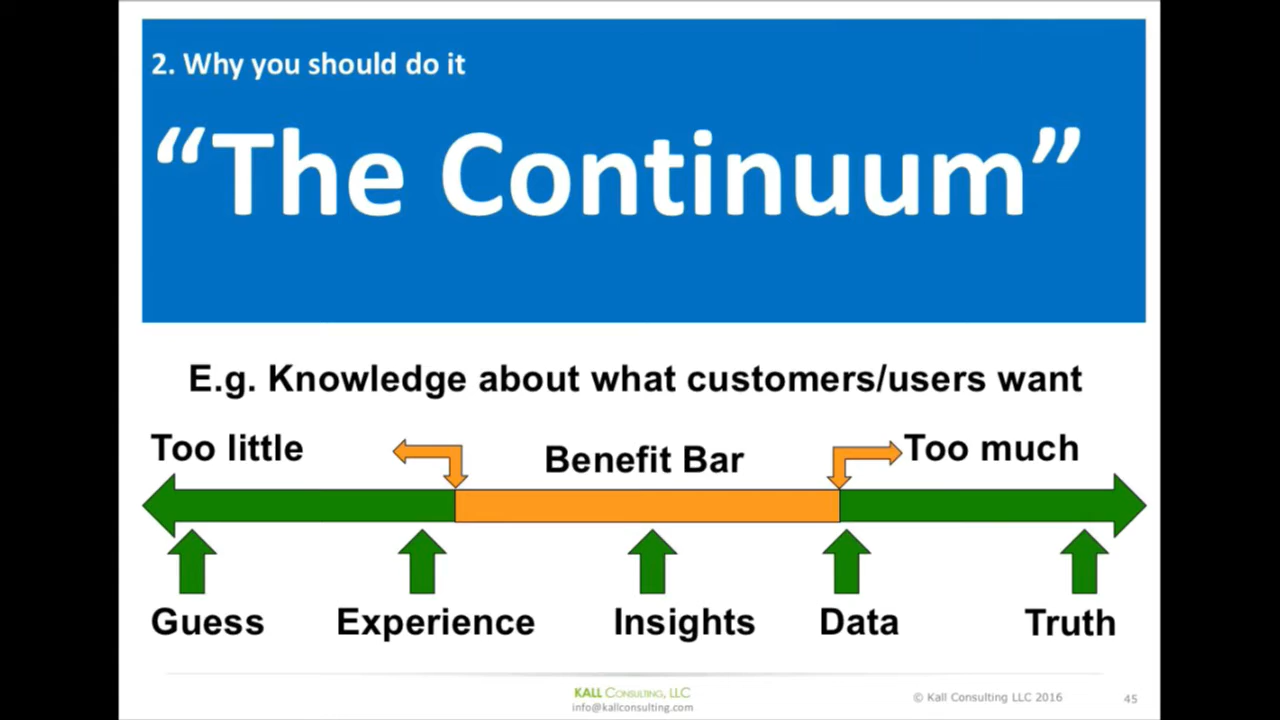 2. Why you should do it
“The Continuum”
E.g. Knowledge about what customers/users want
Too little
Benefit Bar
Too much
Guess
Experience
Insights
Data
Truth
KALL CONSULTING, LLC
info@kallconsulting.com
© Kall Consulting LLC 2016
45